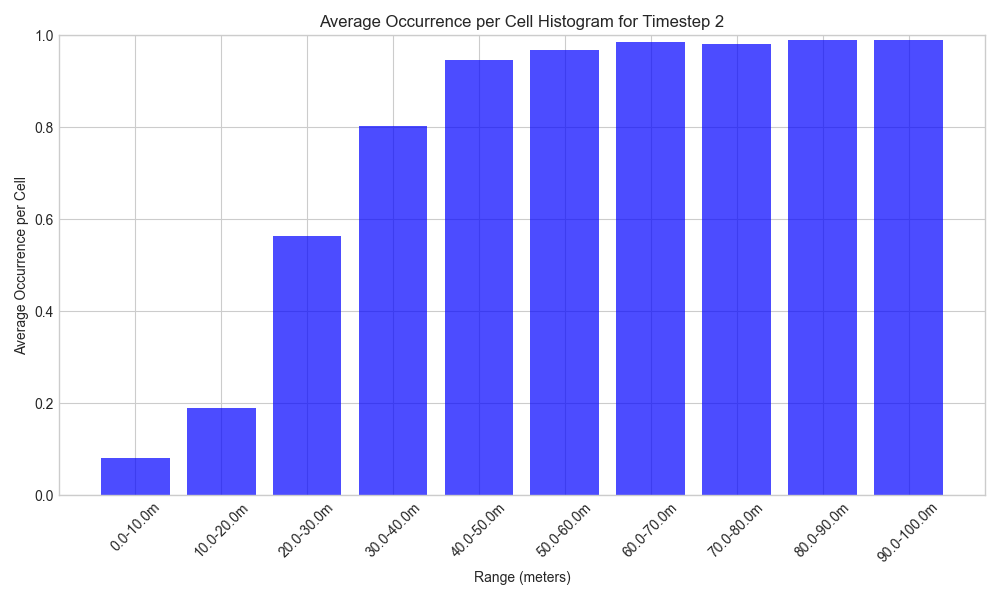 Average Occurrence per Cell Histogram for Timestep 2
1.0
0.8
0.6
0.4
0.2
0.0
Average Occurrence per Cell
0.0-10.0m
10.0-20.0m
20.0-30.0m
30.0-40.0m
40.0-50.0m
50.0-60.0m
60.0-70.0m
70.0-80.0m
80.0-90.0m
90.0-100.0m
Range (meters)